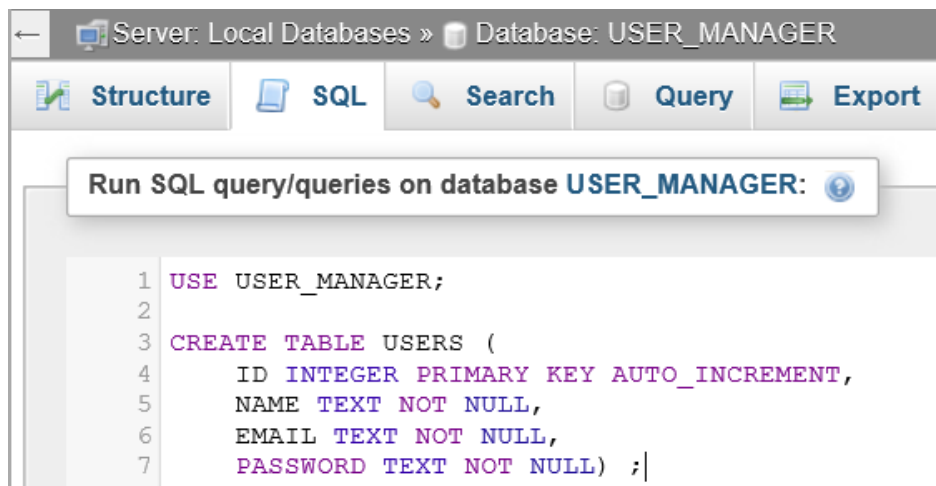 ← Server: Local Databases » Database: USER_MANAGER
Structure SQL Search Query Export
Run SQL query/queries on database USER_MANAGER:
1 USE USER_MANAGER;
2
3 CREATE TABLE USERS (
4 ID INTEGER PRIMARY KEY AUTO_INCREMENT,
5 NAME TEXT NOT NULL,
6 EMAIL TEXT NOT NULL,
7 PASSWORD TEXT NOT NULL) ;